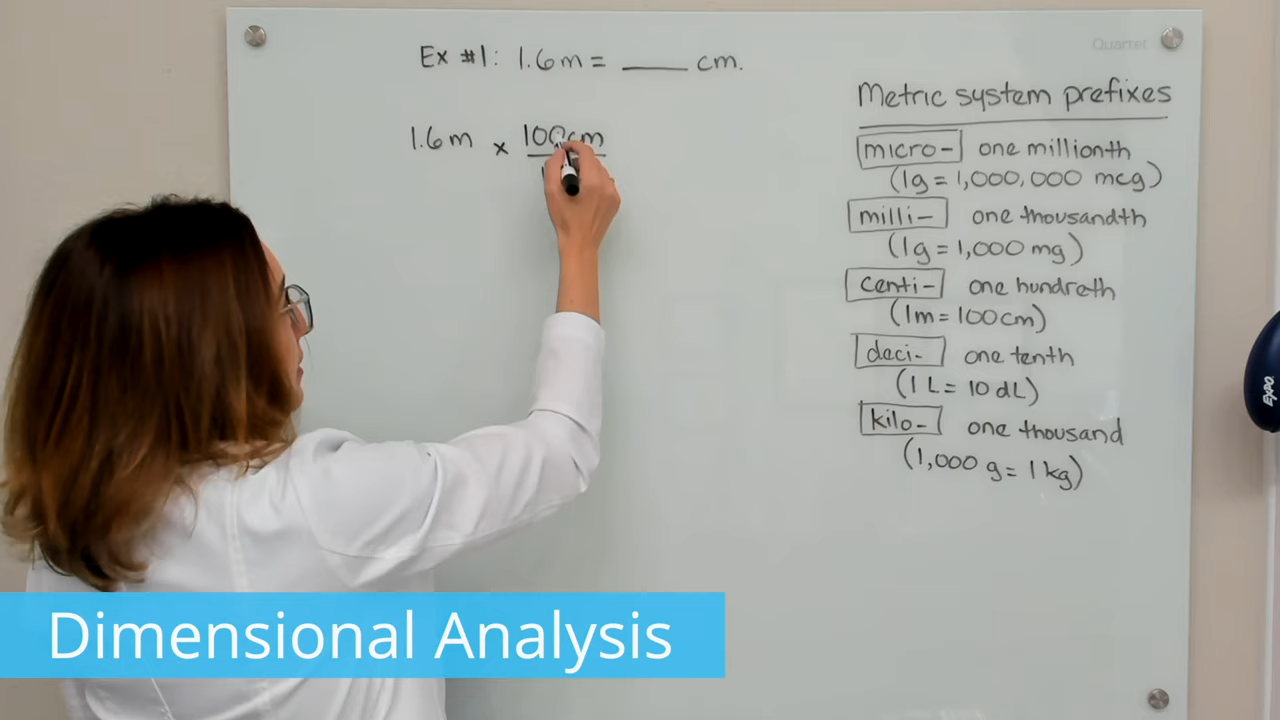 Quartet
Ex #1: 1.6m = ____ cm.
1.6m x 100cm
Metric system prefixes
micro- one millionth
(1g = 1,000,000 mcg)
milli- one thousandth
(1g = 1,000 mg)
centi- one hundreth
(1m = 100cm)
deci- one tenth
(1 L = 10 dL)
kilo- one thousand
(1,000 g = 1 kg)
EXPO
Dimensional Analysis